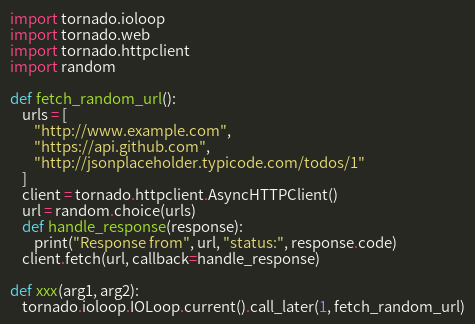 import tornado.ioloop
import tornado.web
import tornado.httpclient
import random

def fetch_random_url():
    urls = [
        "http://www.example.com",
        "https://api.github.com",
        "http://jsonplaceholder.typicode.com/todos/1"
    ]
    client = tornado.httpclient.AsyncHTTPClient()
    url = random.choice(urls)
    def handle_response(response):
        print("Response from", url, "status:", response.code)
    client.fetch(url, callback=handle_response)

def xxx(arg1, arg2):
    tornado.ioloop.IOLoop.current().call_later(1, fetch_random_url)